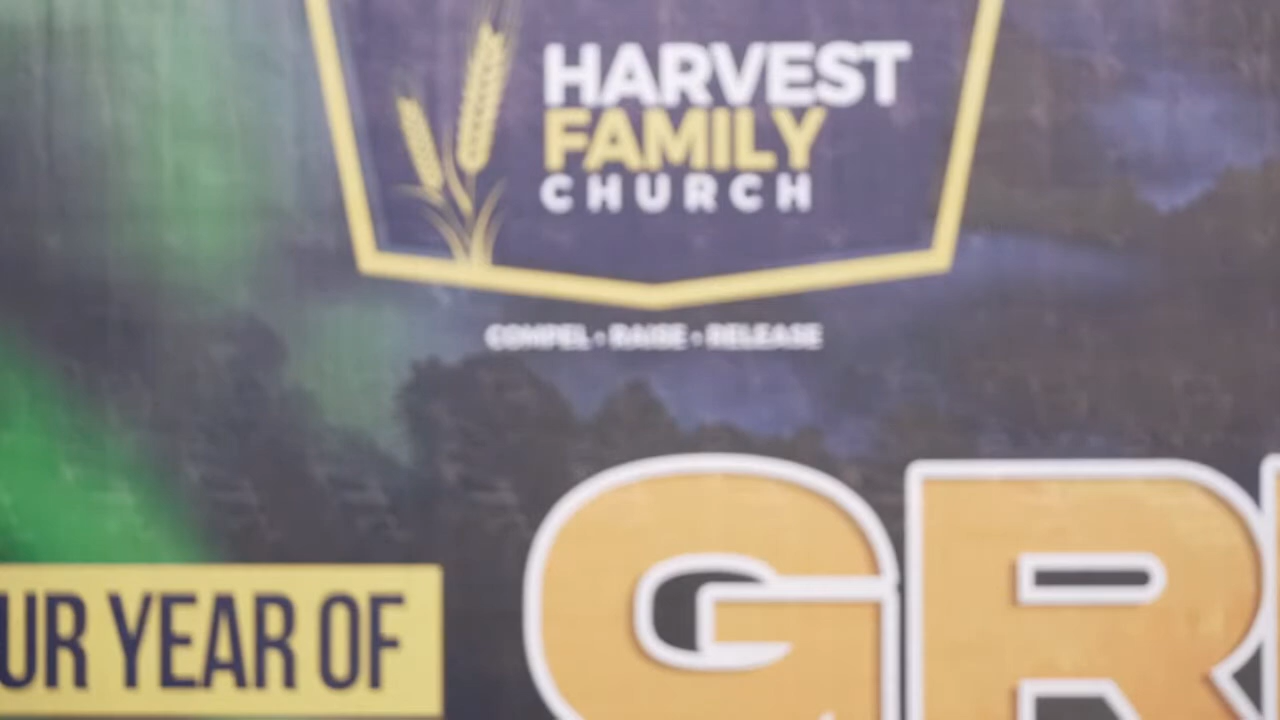 HARVEST
FAMILY
CHURCH
COMPEL • RAISE • RELEASE
UR YEAR OF
GR